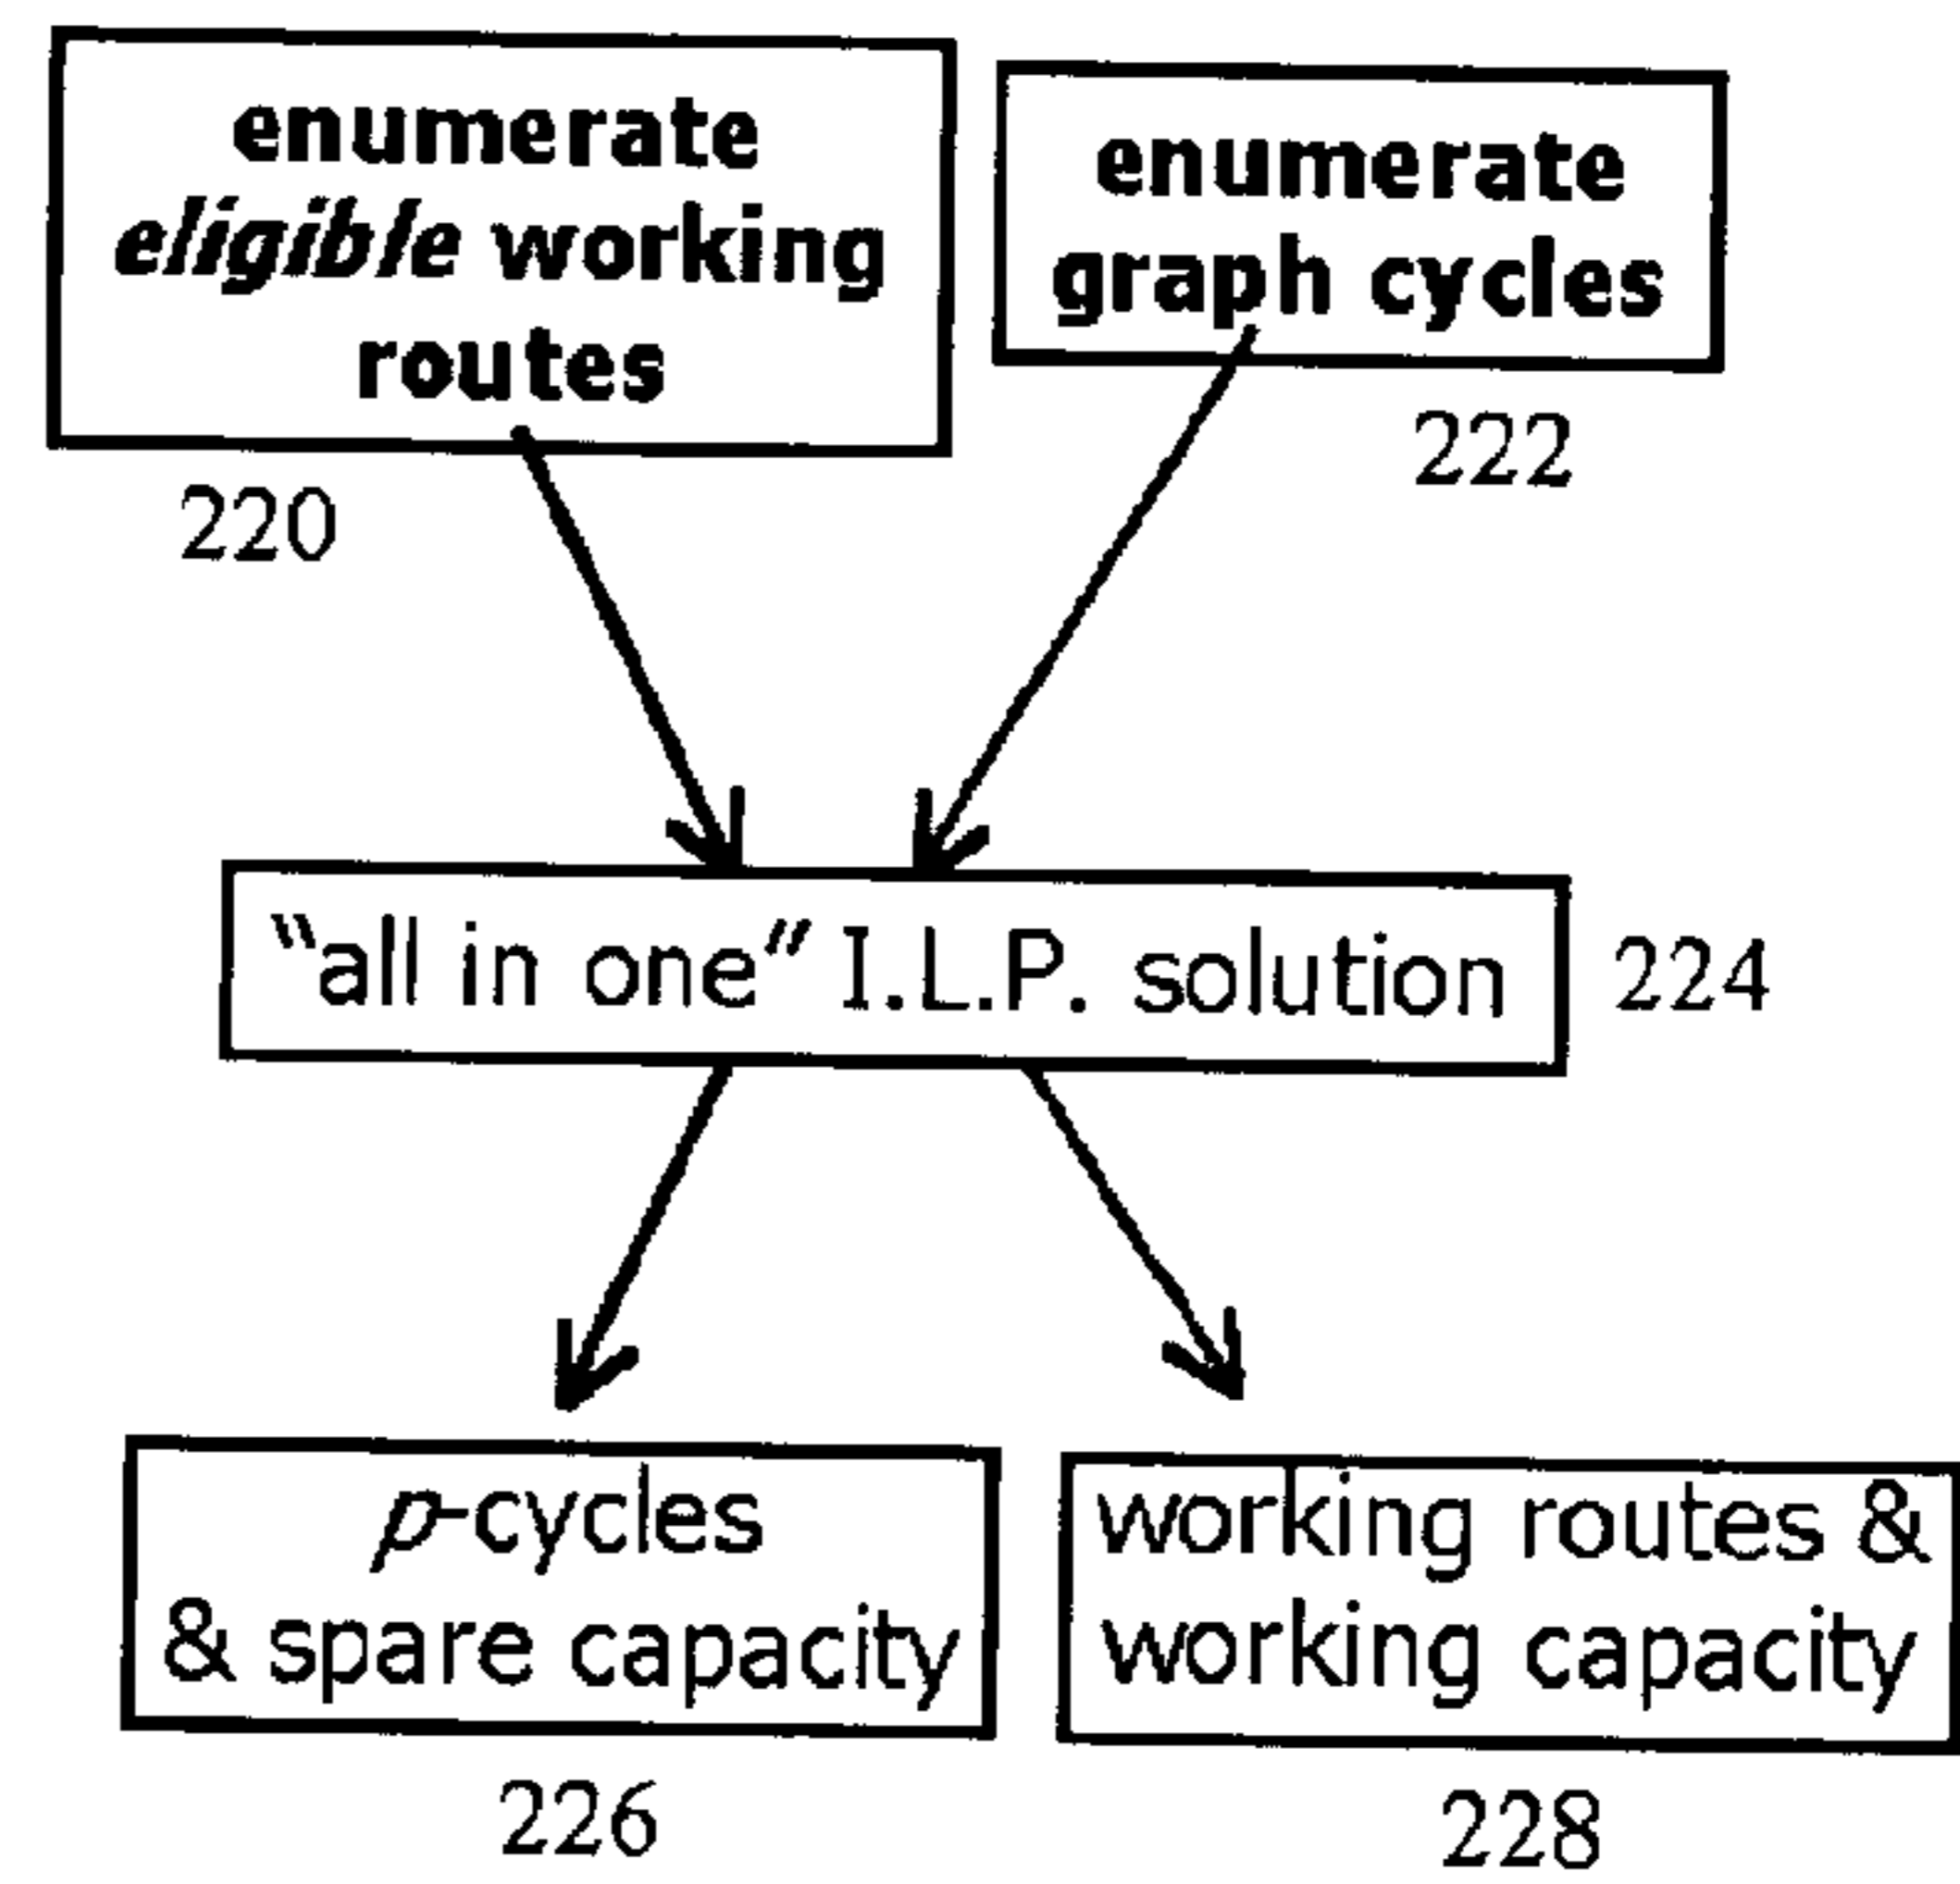 enumerate
eligible working
routes
220
enumerate
graph cycles
222
“all in one” I.L.P. solution
224
p-cycles
& spare capacity
226
working routes &
working capacity
228